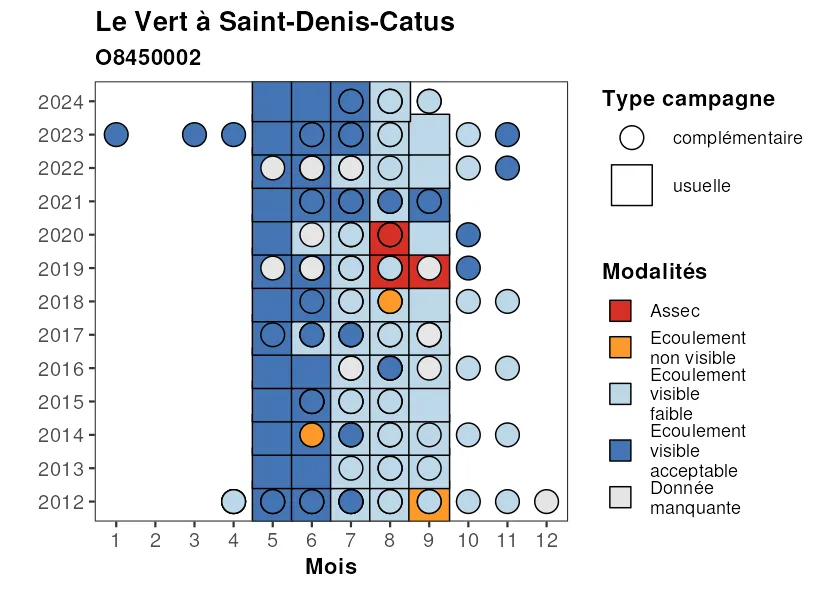 Le Vert à Saint-Denis-Catus
O8450002
2024
2023
2022
2021
2020
2019
2018
2017
2016
2015
2014
2013
2012
1 2 3 4 5 6 7 8 9 10 11 12
Mois
Type campagne
complémentaire
usuelle
Modalités
Assec
Ecoulement
non visible
Ecoulement
visible
faible
Ecoulement
visible
acceptable
Donnée
manquante